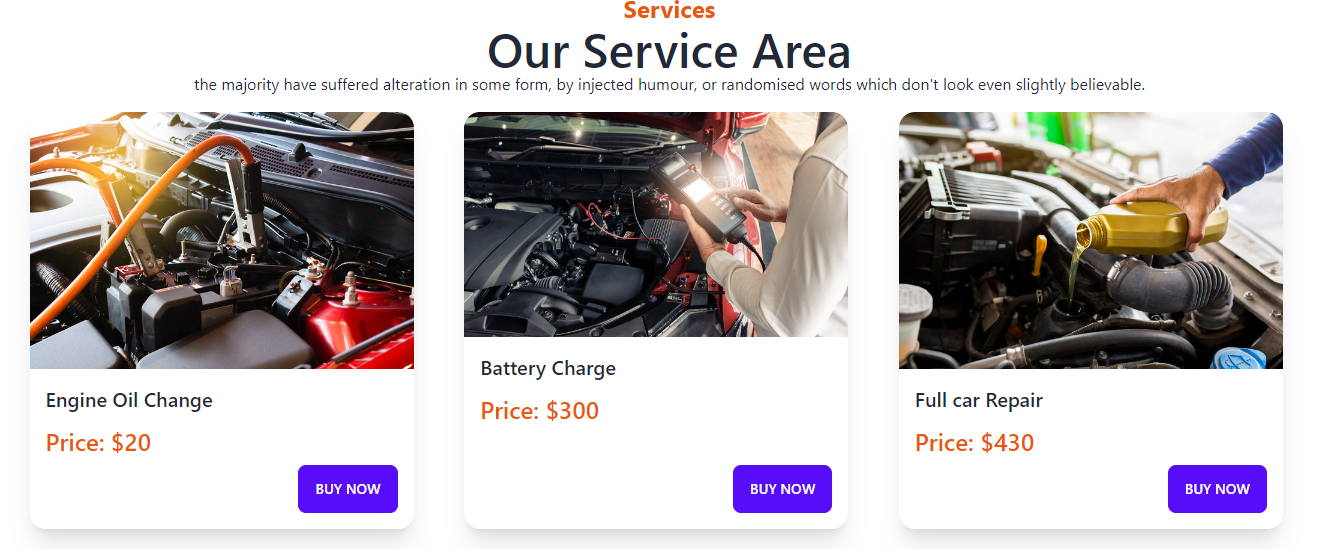 Services
Our Service Area
the majority have suffered alteration in some form, by injected humour, or randomised words which don't look even slightly believable.
Engine Oil Change
Price: $20
BUY NOW
Battery Charge
Price: $300
BUY NOW
Full car Repair
Price: $430
BUY NOW